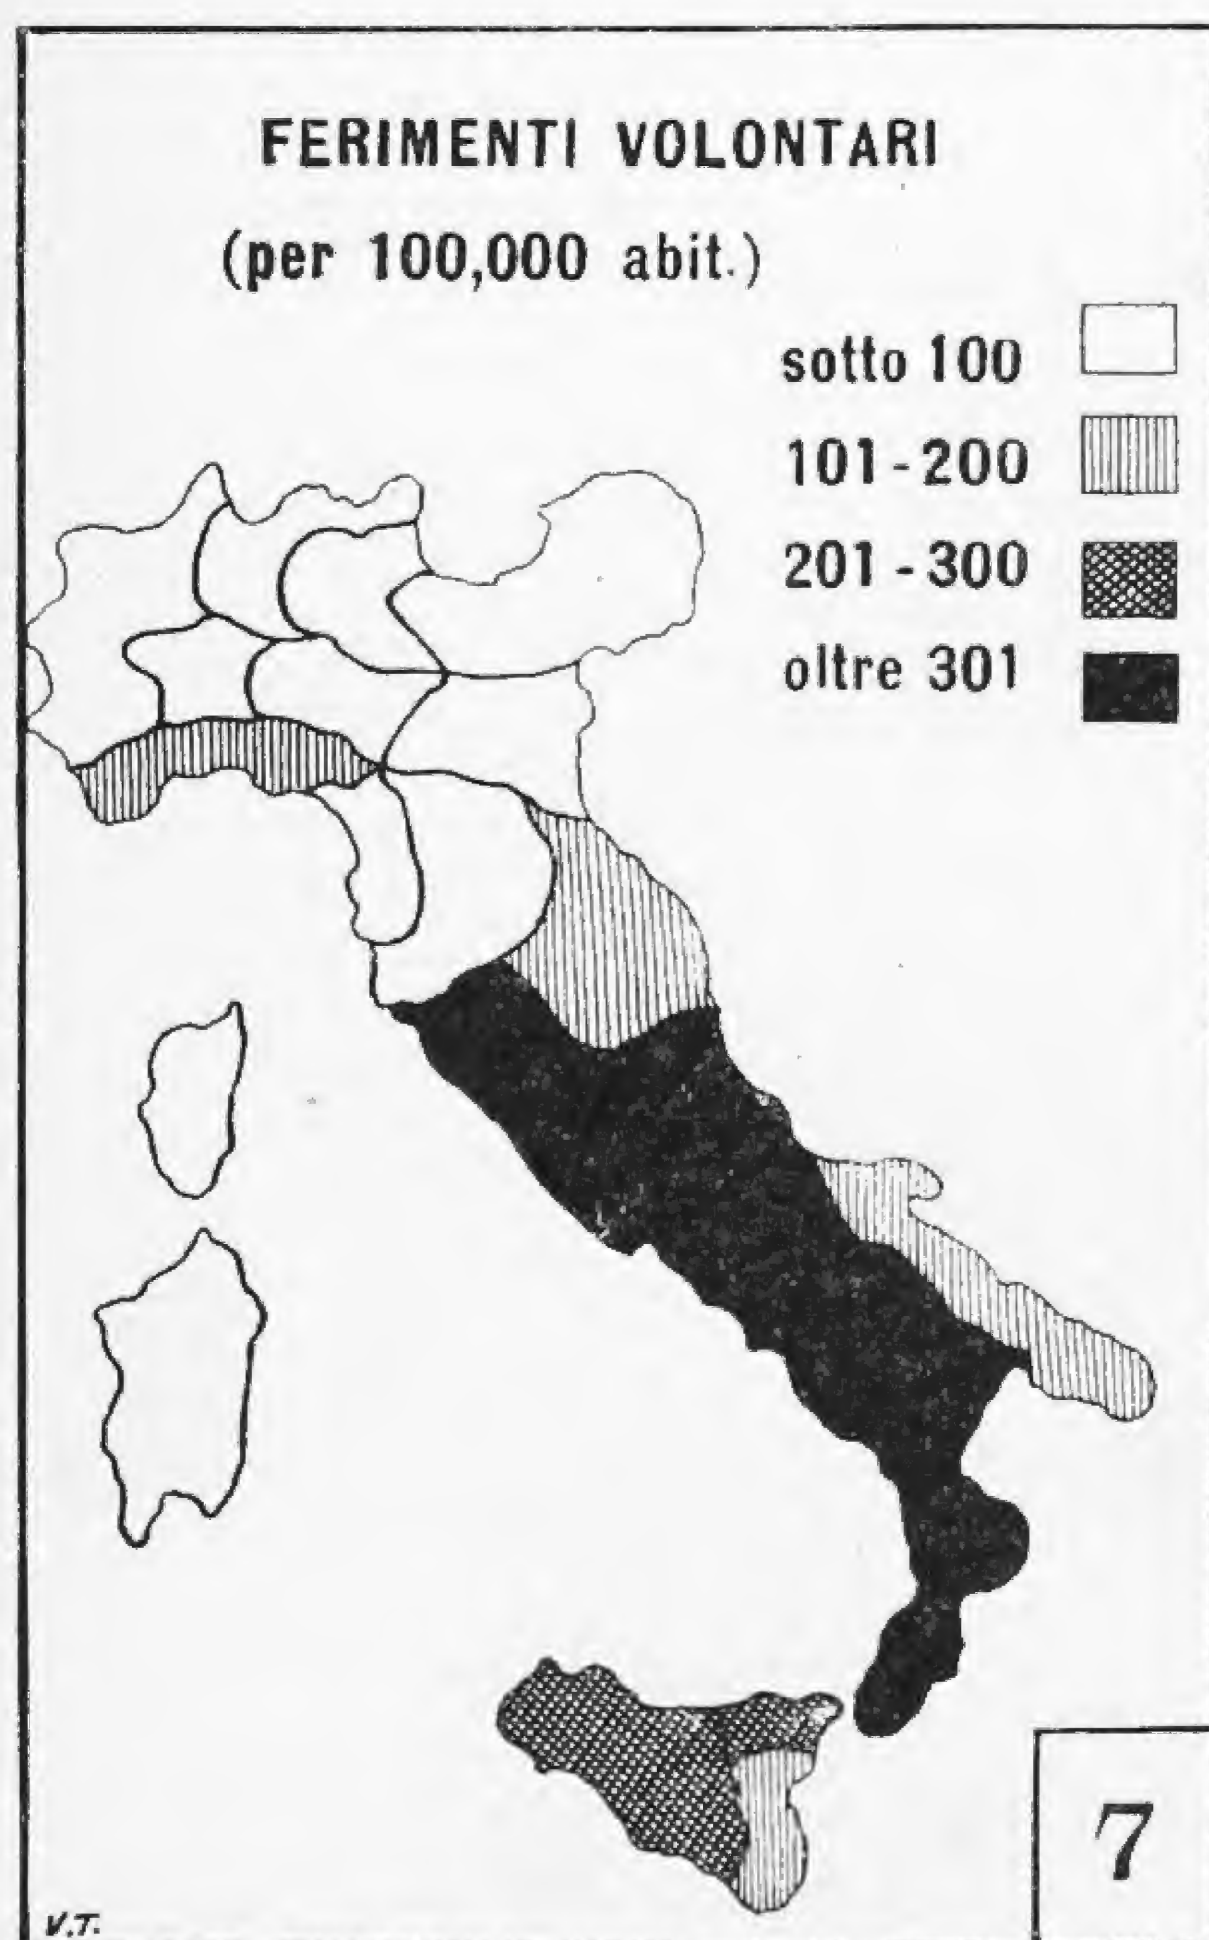 FERIMENTI VOLONTARI
(per 100,000 abit.)
sotto 100
101-200
201-300
oltre 301
7
V.T.